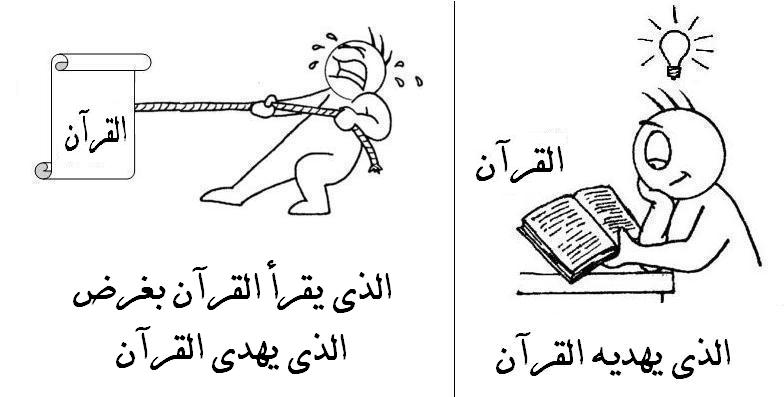 القرآن
الذى يهديه القرآن
القرآن
الذى يقرأ القرآن بغرض
الذى يهدى القرآن